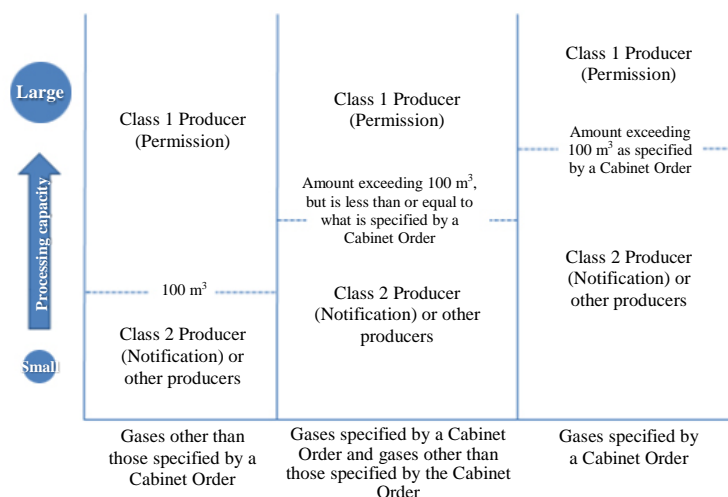 Large
Processing capacity
Small
Class 1 Producer
(Permission)
100 m³
Class 2 Producer
(Notification) or
other producers
Gases other than
those specified by a
Cabinet Order
Class 1 Producer
(Permission)
Amount exceeding 100 m³,
but is less than or equal to
what is specified by a
Cabinet Order
Class 2 Producer
(Notification) or other
producers
Gases specified by a Cabinet
Order and gases other than
those specified by the Cabinet
Order
Class 1 Producer
(Permission)
Amount exceeding
100 m³ as specified
by a Cabinet Order
Class 2 Producer
(Notification) or other
producers
Gases specified by
a Cabinet Order